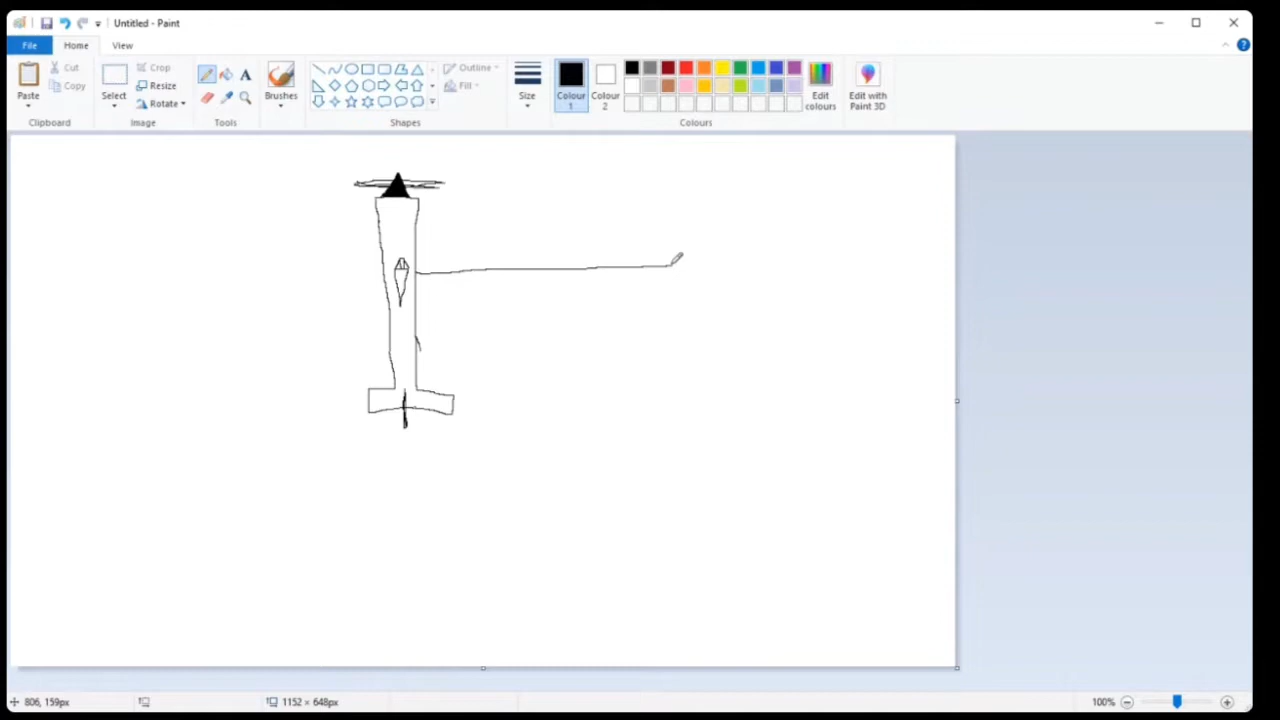 Untitled - Paint
File Home View
Paste
Cut
Copy
Clipboard
Select
Crop
Resize
Rotate
Image
A
Tools
Brushes
Outline
Fill
Shapes
Size
Colour 1
Colour 2
Edit colours
Colours
Edit with Paint 3D
806, 159px
1152 × 648px
100%